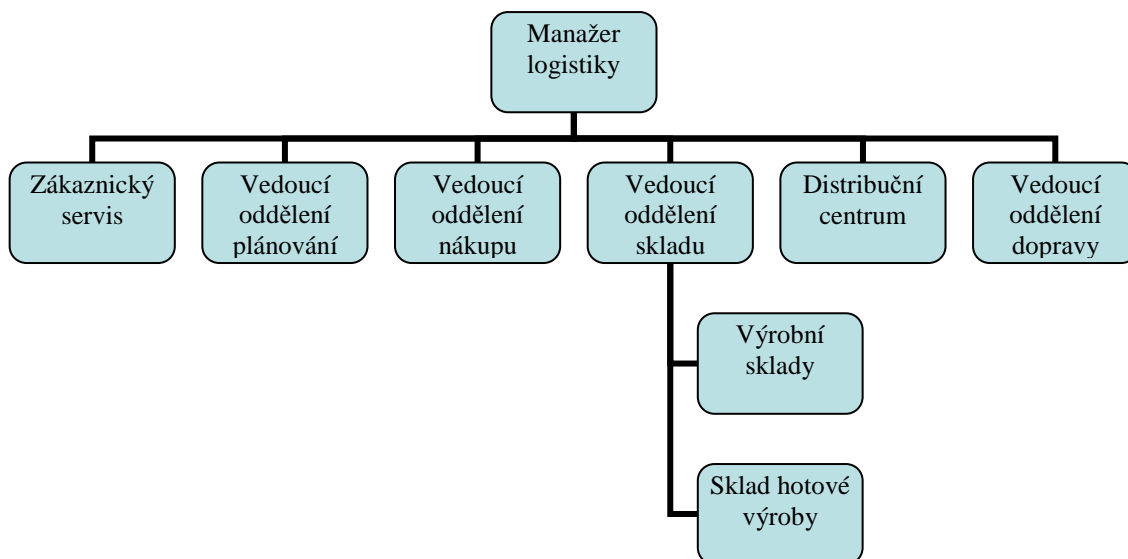 Manažer
logistiky
Zákaznický
servis
Vedoucí
oddělení
plánování
Vedoucí
oddělení
nákupu
Vedoucí
oddělení
skladu
Distribuční
centrum
Vedoucí
oddělení
dopravy
Výrobní
sklady
Sklad hotové
výroby